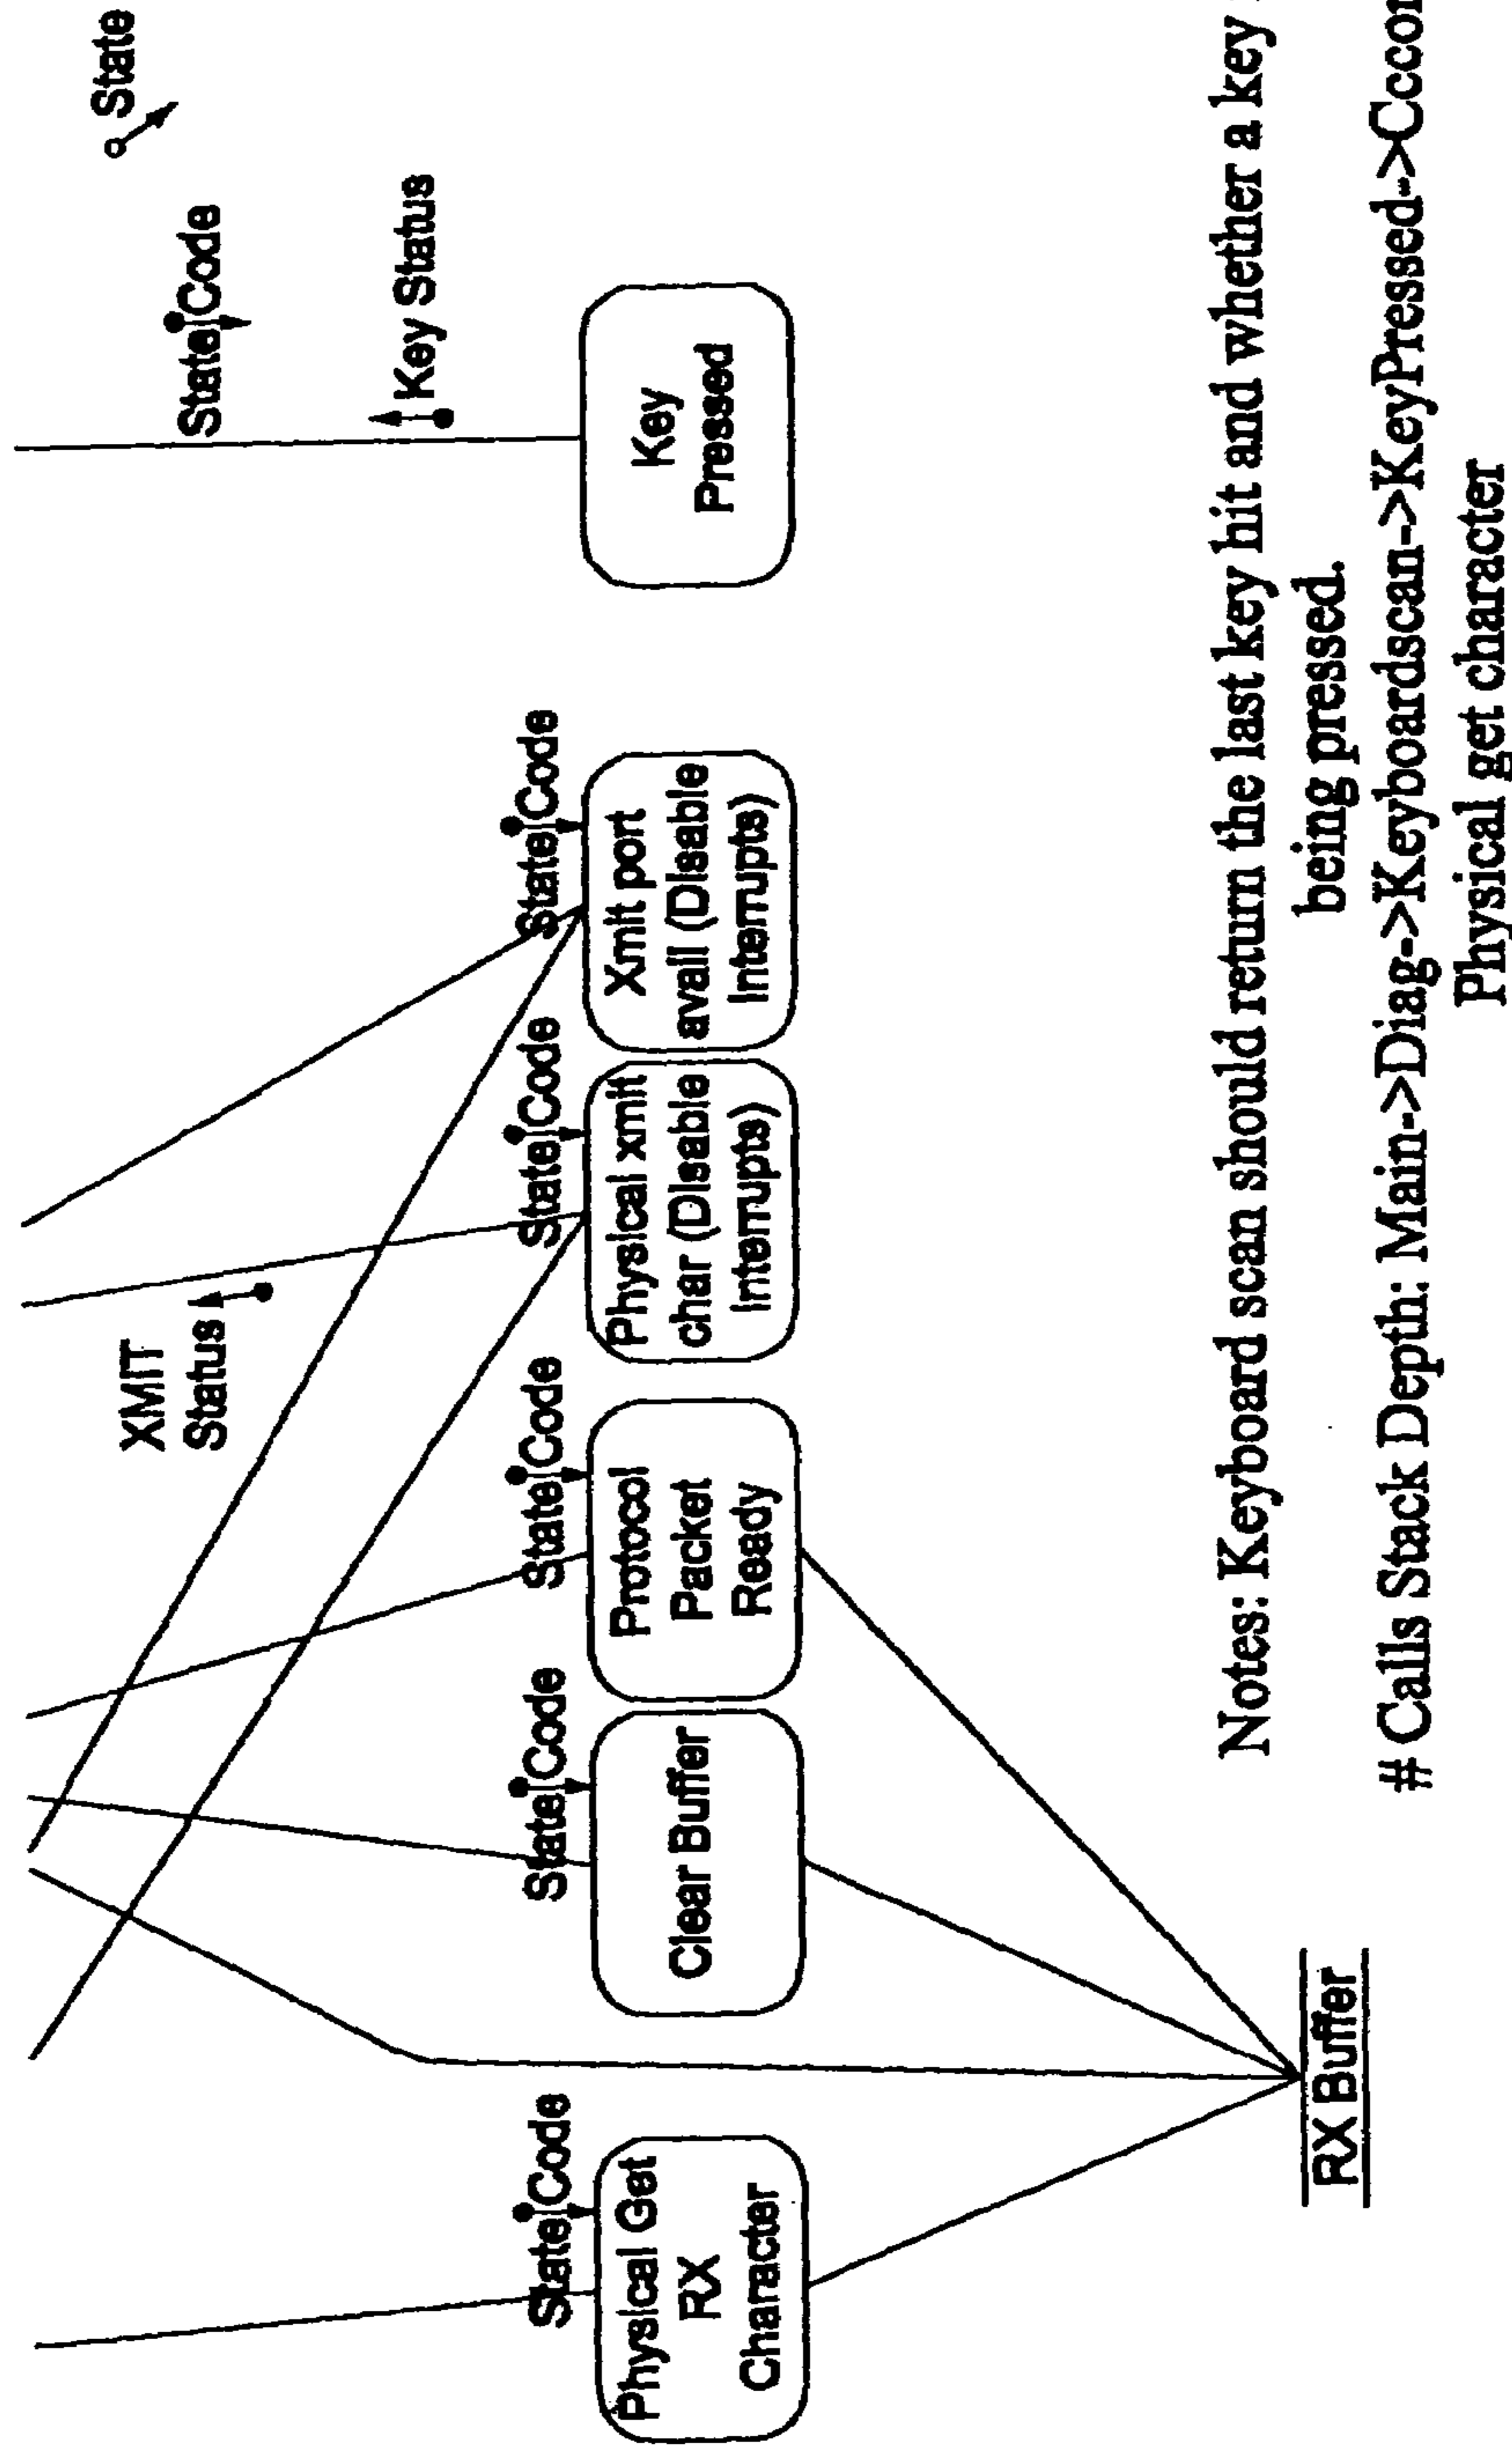 State
State Code
Key Status
XMIT
Status
State Code
Physical Get
RX
Character
State Code
Clear Buffer
State Code
Protocol
Packet
Ready
State Code
Physical xmit
char (Disable
Interrupts)
State Code
Xmit port
avail (Disable
Interrupts)
Key
Pressed
RX Buffer
Notes: Keyboard scan should return the last key hit and whether a key
being pressed.
# Calls Stack Depth: Main->Diag->Keyboardscan->KeyPressed->Cccor
Physical get character